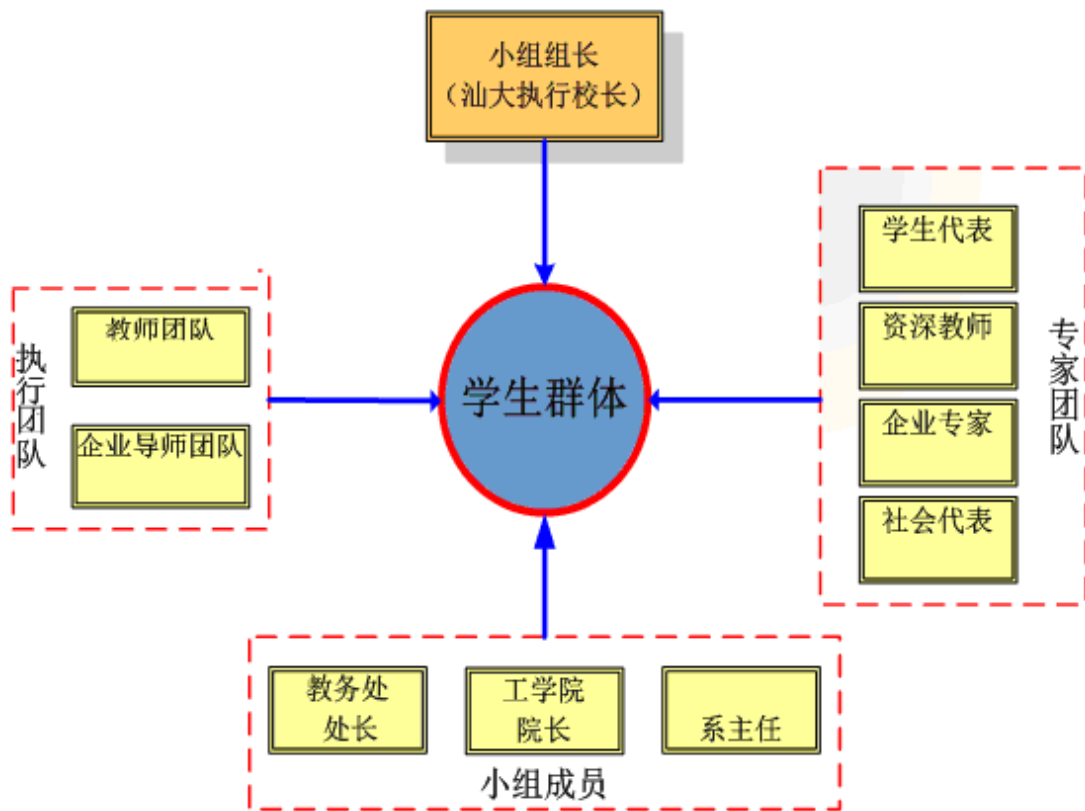 小组组长
（汕大执行校长）
学生代表
资深教师
企业专家
社会代表
专家团队
执行团队
教师团队
企业导师团队
学生群体
教务处
处长
工学院
院长
系主任
小组成员